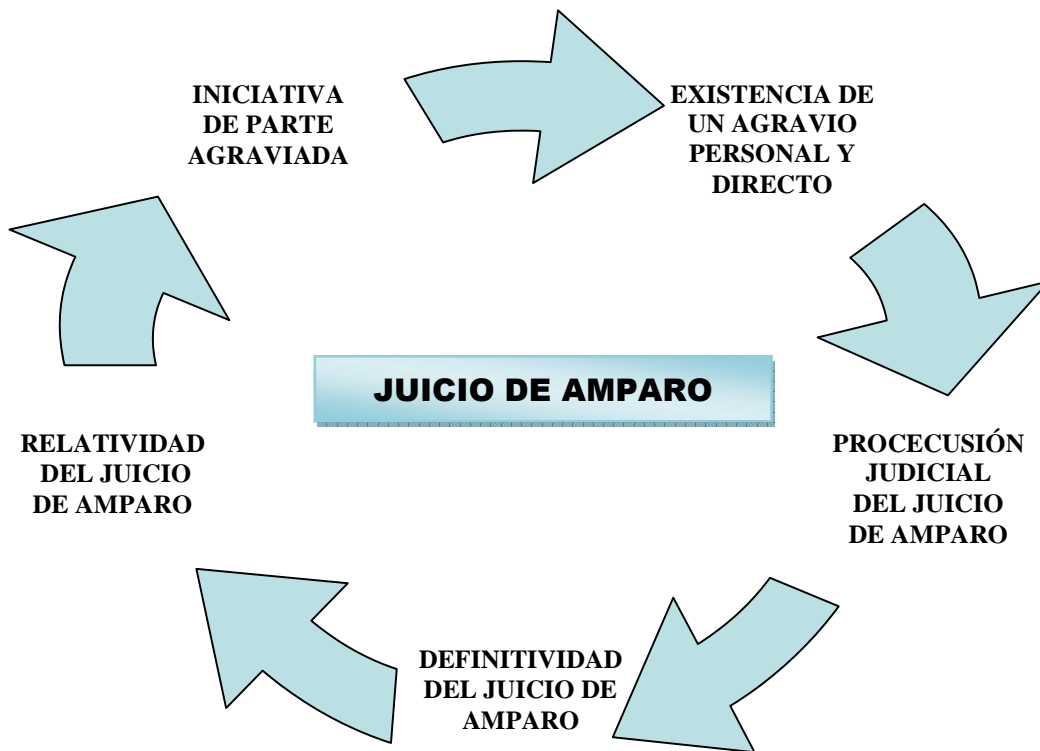 INICIATIVA
DE PARTE
AGRAVIADA
EXISTENCIA DE
UN AGRAVIO
PERSONAL Y
DIRECTO
JUICIO DE AMPARO
RELATIVIDAD
DEL JUICIO
DE AMPARO
PROCECUSIÓN
JUDICIAL
DEL JUICIO
DE AMPARO
DEFINITIVIDAD
DEL JUICIO DE
AMPARO